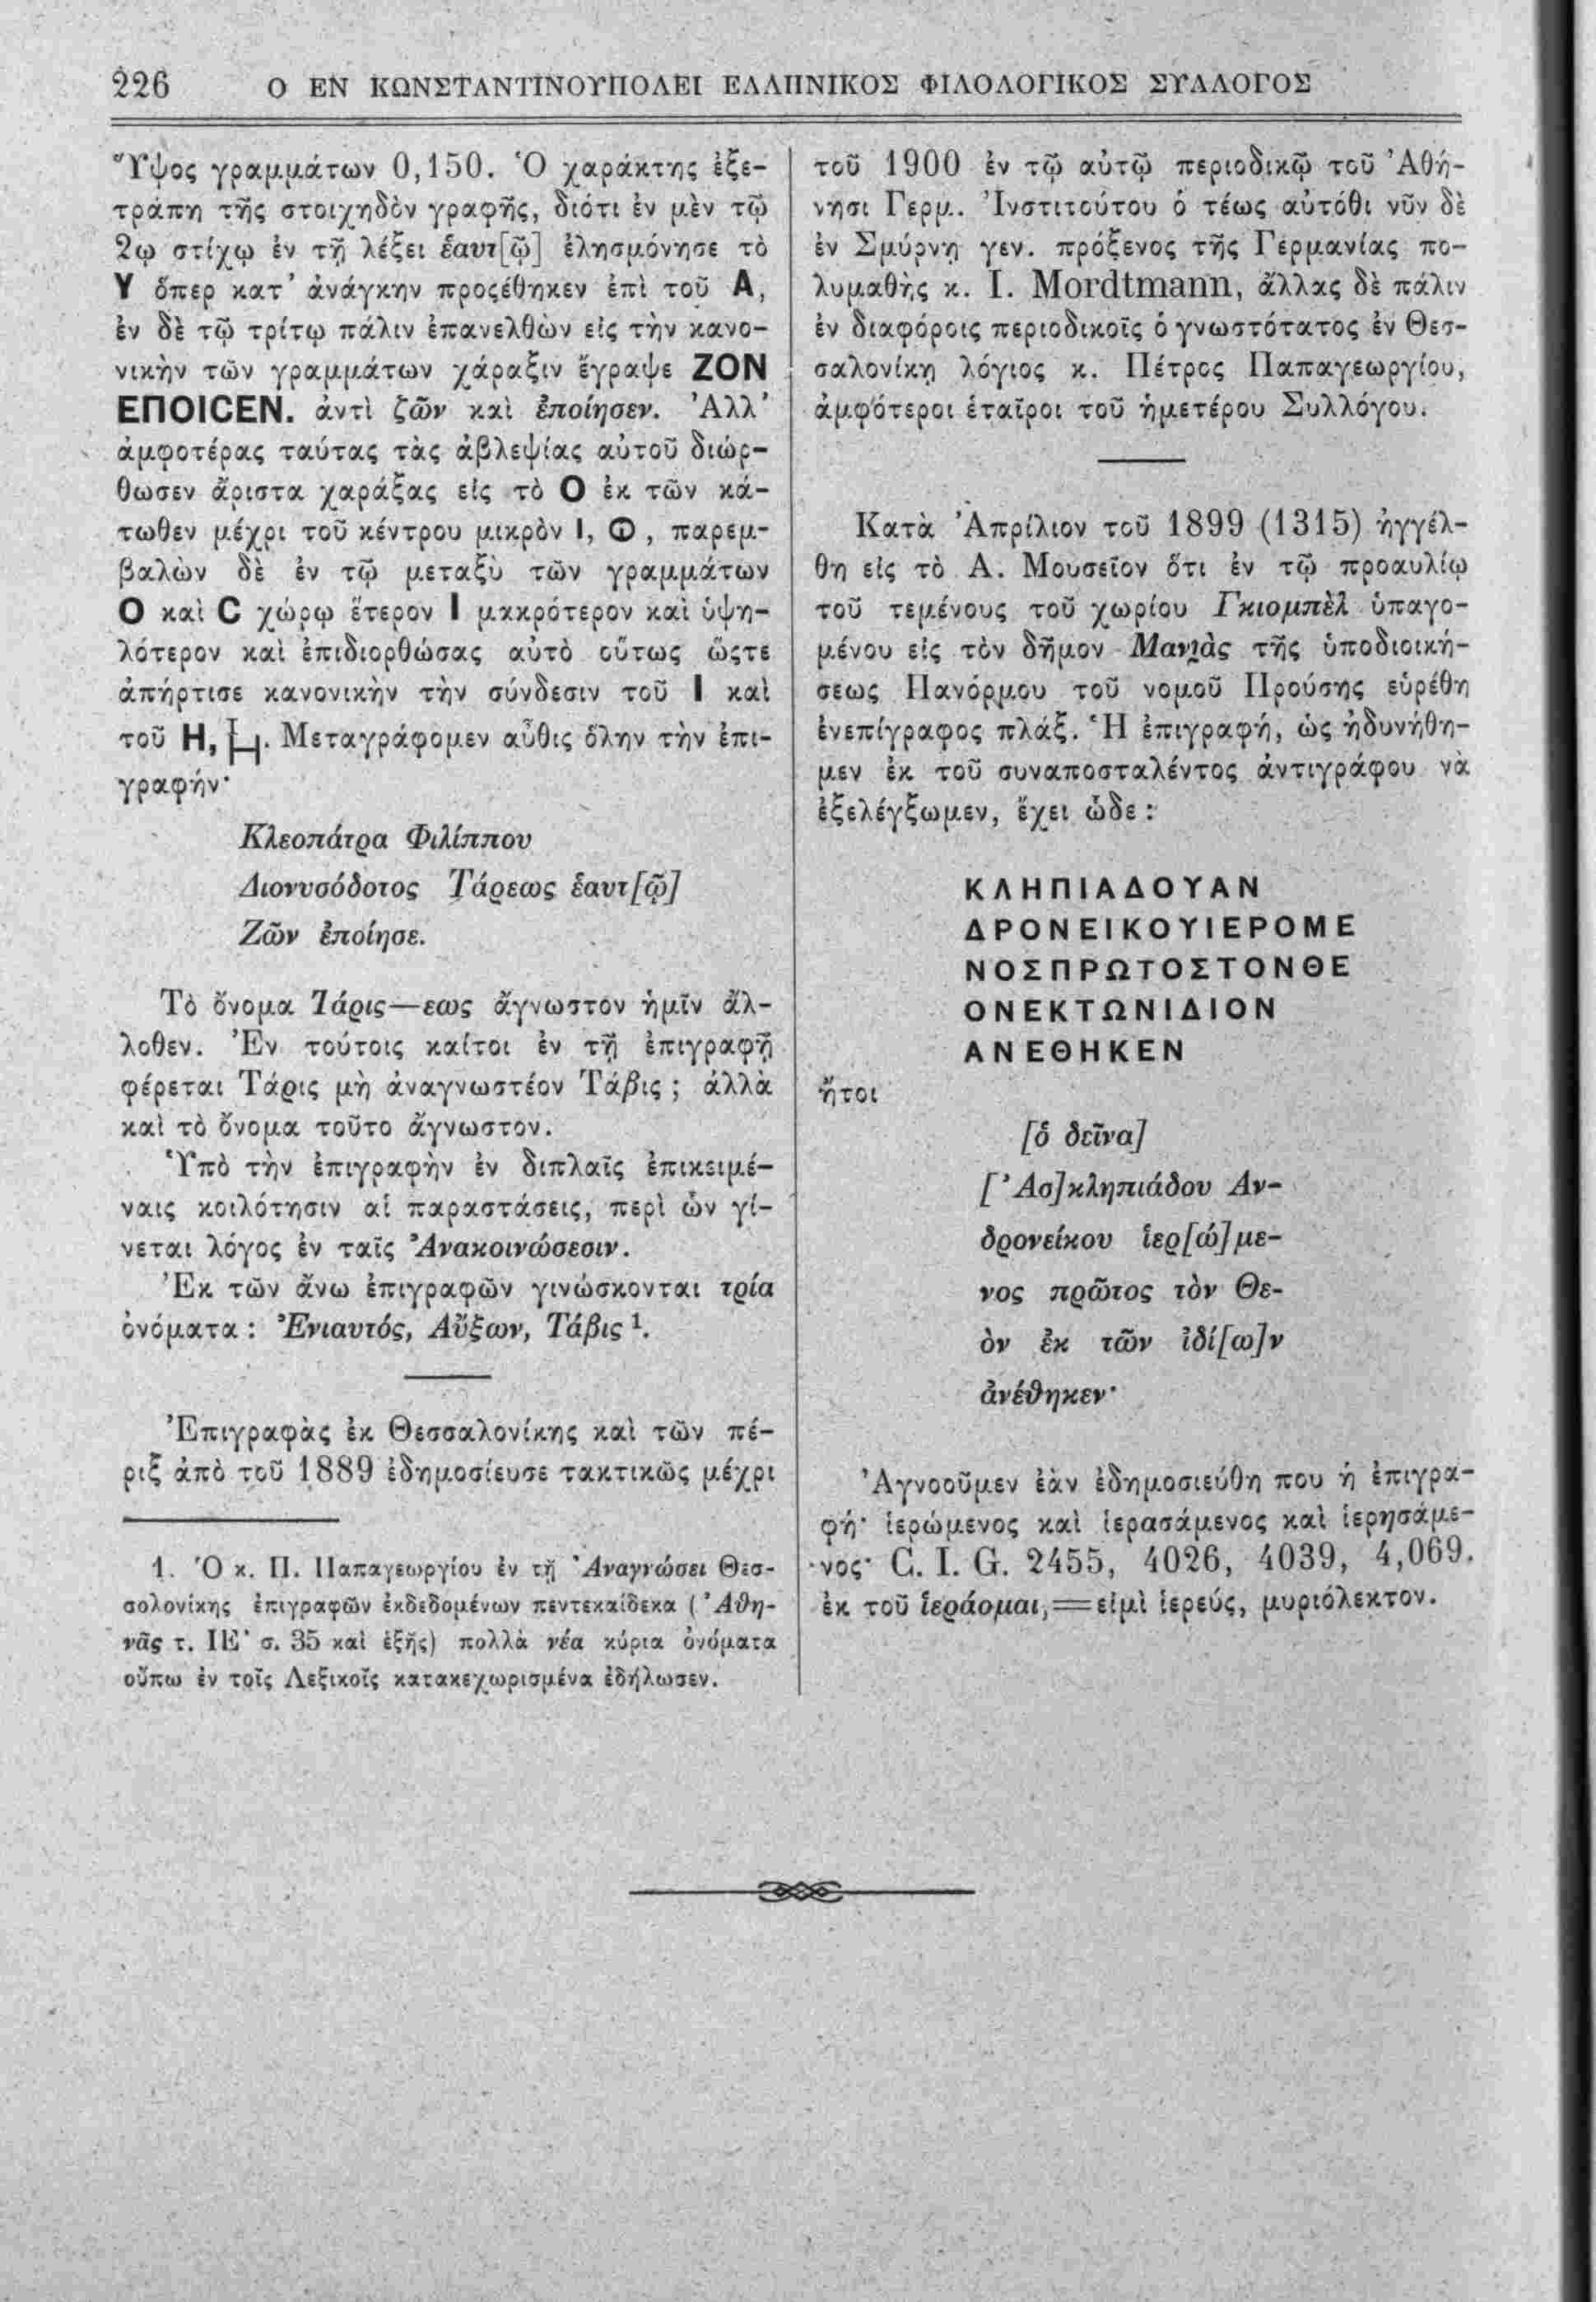 226 Ο ΕΝ ΚΩΝΣΤΑΝΤΙΝΟΥΠΟΛΕΙ ΕΛΛΗΝΙΚΟΣ ΦΙΛΟΛΟΓΙΚΟΣ ΣΥΛΛΟΓΟΣ
Ὕψος γραμμάτων 0,150. Ὁ χαράκτης ἐξε-
τράπη τῆς στοιχηδὸν γραφῆς, διότι ἐν μὲν τῷ
2ῳ στίχῳ ἐν τῇ λέξει ἑαυτ[ῷ] ἐλησμόνησε τὸ
Υ ὅπερ κατ' ἀνάγκην προςέθηκεν ἐπὶ τοῦ Α,
ἐν δὲ τῷ τρίτῳ πάλιν ἐπανελθὼν εἰς τὴν κανο-
νικὴν τῶν γραμμάτων χάραξιν ἔγραψε ΖΟΝ
ΕΠΟΙCΕΝ. ἀντὶ ζῶν καὶ ἐποίησεν. Ἀλλ'
ἀμφοτέρας ταύτας τὰς ἀβλεψίας αὐτοῦ διώρ-
θωσεν ἄριστα χαράξας εἰς τὸ Ο ἐκ τῶν κά-
τωθεν μέχρι τοῦ κέντρου μικρὸν Ι, Ⲫ, παρεμ-
βαλὼν δὲ ἐν τῷ μεταξὺ τῶν γραμμάτων
Ο καὶ C χώρῳ ἕτερον Ι μακρότερον καὶ ὑψη-
λότερον καὶ ἐπιδιορθώσας αὐτὸ οὕτως ὥςτε
ἀπήρτισε κανονικὴν τὴν σύνδεσιν τοῦ Ι καὶ
τοῦ Η, . Μεταγράφομεν αὖθις ὅλην τὴν ἐπι-
γραφήν·
Κλεοπάτρα Φιλίππου
Διονυσόδοτος Τάρεως ἑαυτ[ῷ]
Ζῶν ἐποίησε.
Τὸ ὄνομα Τάρις—εως ἄγνωστον ἡμῖν ἄλ-
λοθεν. Ἐν τούτοις καίτοι ἐν τῇ ἐπιγραφῇ
φέρεται Τάρις μὴ ἀναγνωστέον Τάβις; ἀλλὰ
καὶ τὸ ὄνομα τοῦτο ἄγνωστον.
Ὑπὸ τὴν ἐπιγραφὴν ἐν διπλαῖς ἐπικειμέ-
ναις κοιλότησιν αἱ παραστάσεις, περὶ ὧν γί-
νεται λόγος ἐν ταῖς Ἀνακοινώσεσιν.
Ἐκ τῶν ἄνω ἐπιγραφῶν γινώσκονται τρία
ὀνόματα: Ἐνιαυτός, Αὔξων, Τάβις ¹.
Ἐπιγραφὰς ἐκ Θεσσαλονίκης καὶ τῶν πέ-
ριξ ἀπὸ τοῦ 1889 ἐδημοσίευσε τακτικῶς μέχρι
1. Ὁ κ. Π. Παπαγεωργίου ἐν τῇ Ἀναγνώσει Θεσ-
σολονίκης ἐπιγραφῶν ἐκδεδομένων πεντεκαίδεκα (Ἀθη-
νᾶς τ. ΙΕ' σ. 35 καὶ ἑξῆς) πολλὰ νέα κύρια ὀνόματα
οὔπω ἐν τοῖς Λεξικοῖς κατακεχωρισμένα ἐδήλωσεν.
τοῦ 1900 ἐν τῷ αὐτῷ περιοδικῷ τοῦ Ἀθή-
νησι Γερμ. Ἰνστιτούτου ὁ τέως αὐτόθι νῦν δὲ
ἐν Σμύρνῃ γεν. πρόξενος τῆς Γερμανίας πο-
λυμαθὴς κ. I. Mordtmann, ἄλλας δὲ πάλιν
ἐν διαφόροις περιοδικοῖς ὁ γνωστότατος ἐν Θεσ-
σαλονίκῃ λόγιος κ. Πέτρος Παπαγεωργίου,
ἀμφότεροι ἑταῖροι τοῦ ἡμετέρου Συλλόγου.
Κατὰ Ἀπρίλιον τοῦ 1899 (1315) ἠγγέλ-
θη εἰς τὸ Α. Μουσεῖον ὅτι ἐν τῷ προαυλίῳ
τοῦ τεμένους τοῦ χωρίου Γκιομπὲλ ὑπαγο-
μένου εἰς τὸν δῆμον Μανιὰς τῆς ὑποδιοική-
σεως Πανόρμου τοῦ νομοῦ Προύσης εὑρέθη
ἐνεπίγραφος πλάξ. Ἡ ἐπιγραφή, ὡς ἠδυνήθη-
μεν ἐκ τοῦ συναποσταλέντος ἀντιγράφου νὰ
ἐξελέγξωμεν, ἔχει ὧδε:
ΚΛΗΠΙΑΔΟΥΑΝ
ΔΡΟΝΕΙΚΟΥΙΕΡΟΜΕ
ΝΟΣΠΡΩΤΟΣΤΟΝΘΕ
ΟΝΕΚΤΩΝΙΔΙΟΝ
ΑΝΕΘΗΚΕΝ
ἤτοι
[ὁ δεῖνα]
[Ἀσ]κληπιάδου Αν-
δρονείκου ἱερ[ώ]με-
νος πρῶτος τὸν Θε-
ὸν ἐκ τῶν ἰδί[ω]ν
ἀνέθηκεν·
Ἀγνοοῦμεν ἐὰν ἐδημοσιεύθη που ἡ ἐπιγρα-
φή· ἱερώμενος καὶ ἱερασάμενος καὶ ἱερησάμε-
νος· C. I. G. 2455, 4026, 4039, 4,069.
ἐκ τοῦ ἱεράομαι,=εἰμὶ ἱερεύς, μυριόλεκτον.